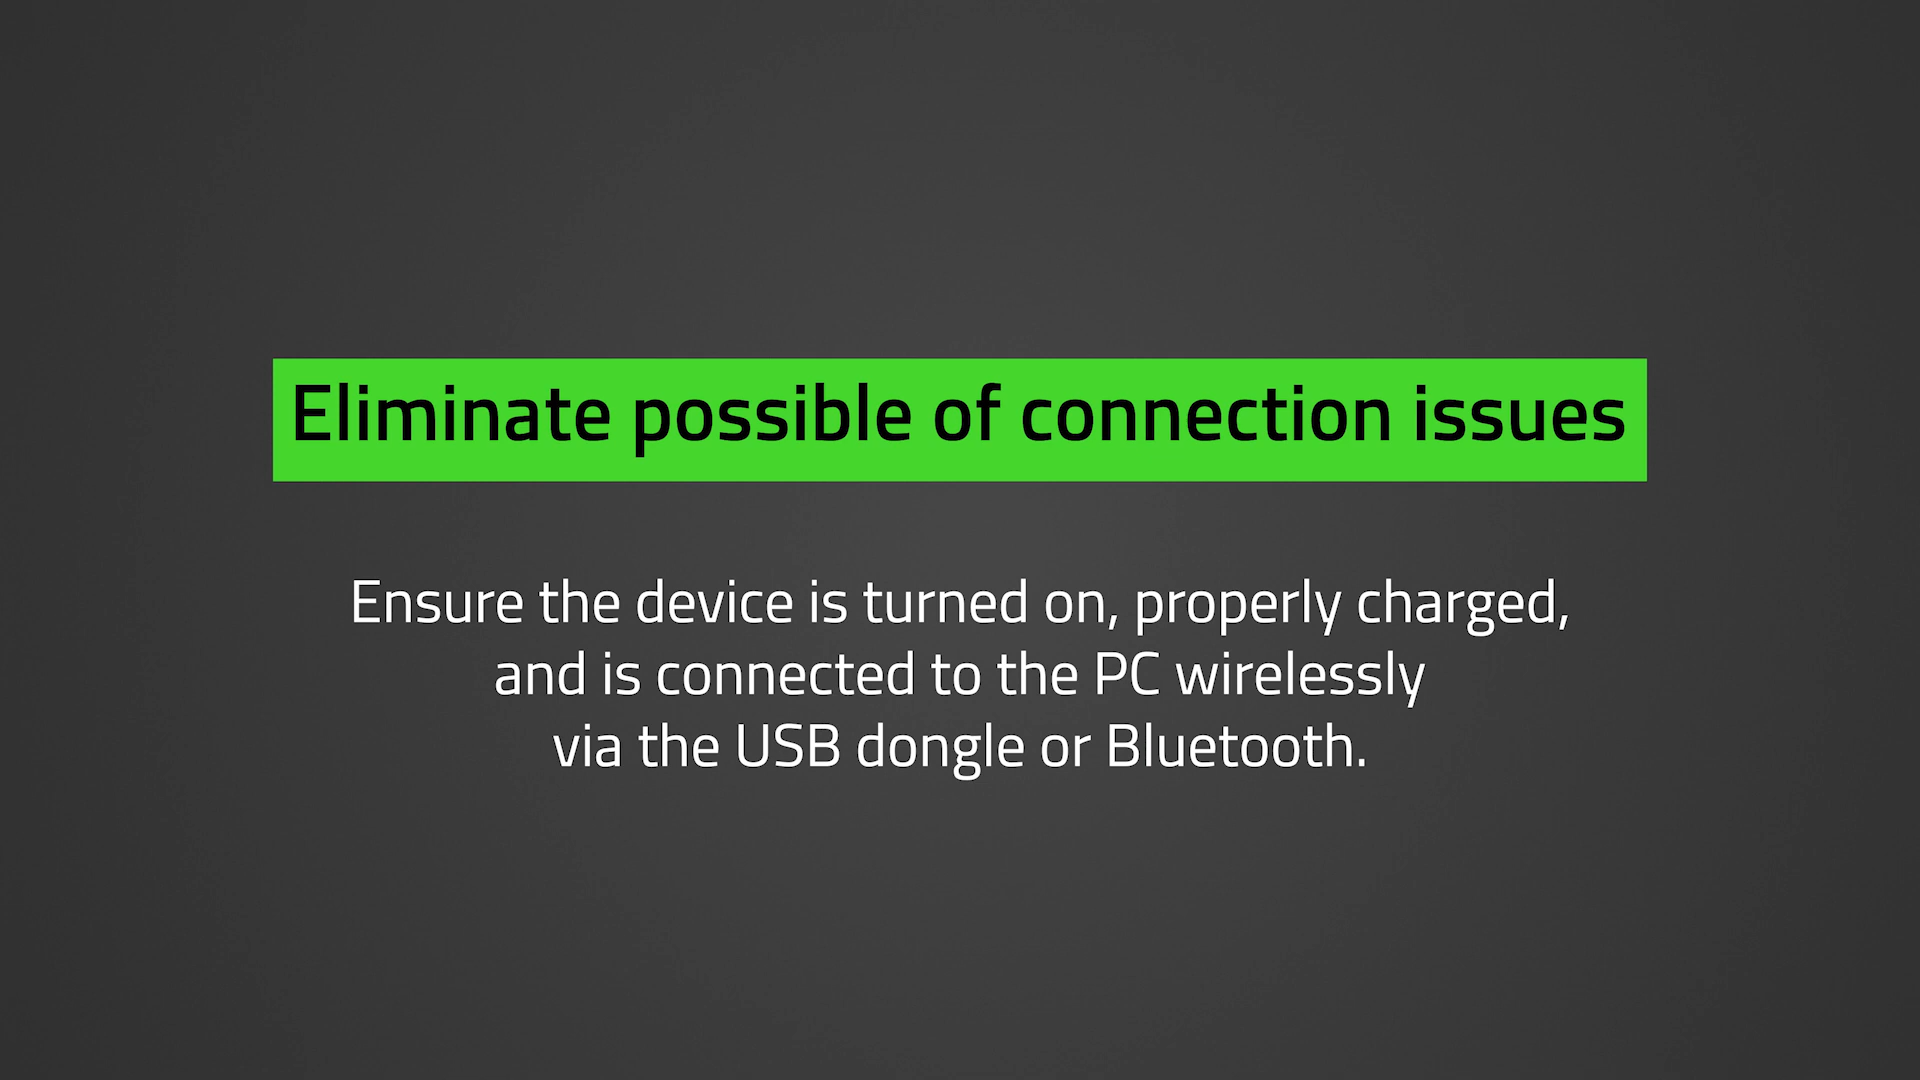 Eliminate possible of connection issues
Ensure the device is turned on, properly charged,
and is connected to the PC wirelessly
via the USB dongle or Bluetooth.